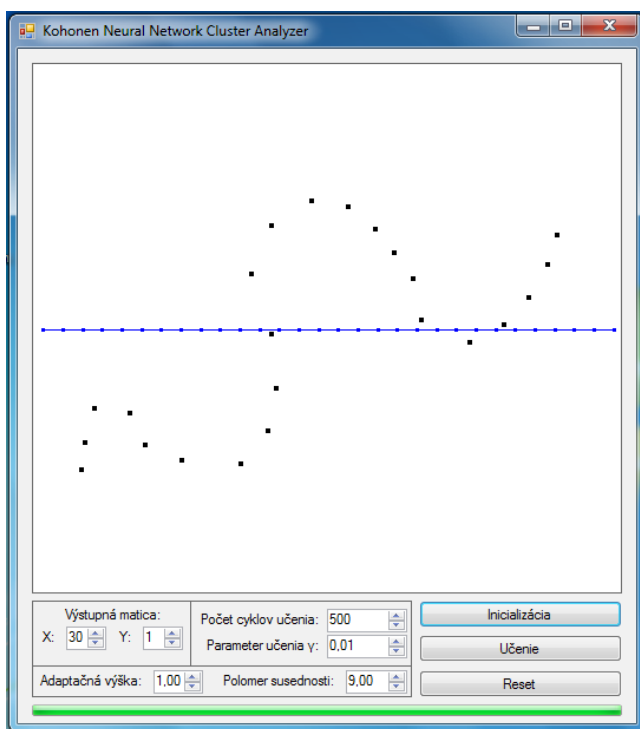 Kohonen Neural Network Cluster Analyzer
Výstupná matica:
X: 30 Y: 1
Počet cyklov učenia: 500
Parameter učenia γ: 0,01
Adaptačná výška: 1,00 Polomer susednosti: 9,00
Inicializácia
Učenie
Reset